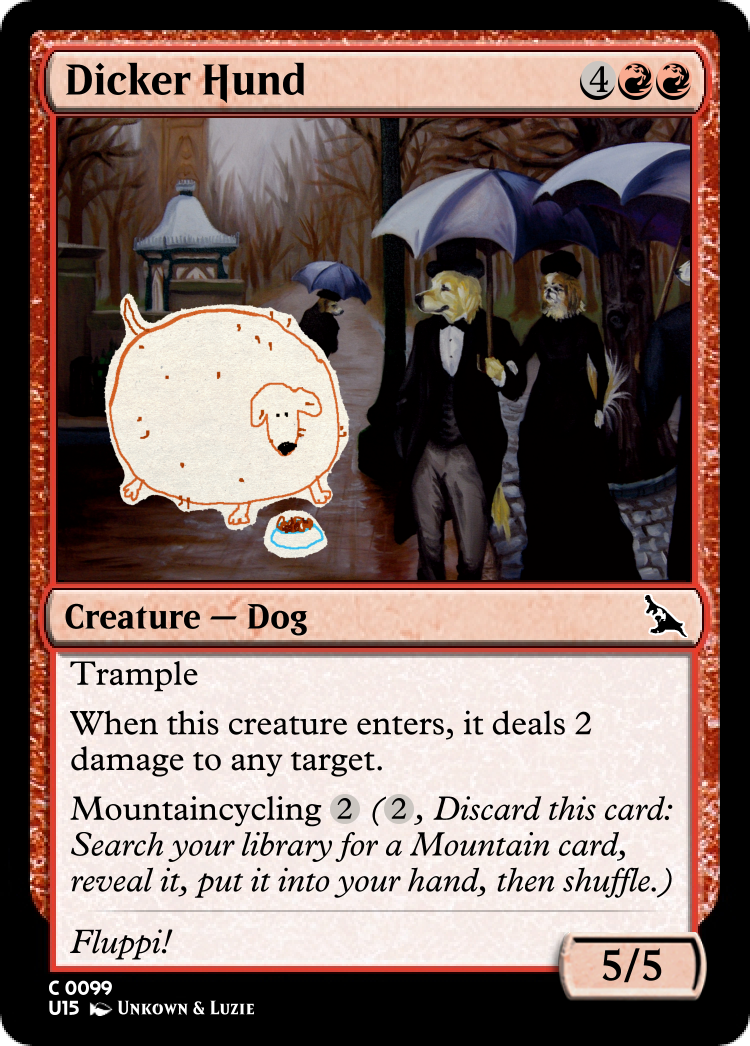 Dicker Hund 4
Creature — Dog
Trample
When this creature enters, it deals 2
damage to any target.
Mountaincycling 2 (2, Discard this card:
Search your library for a Mountain card,
reveal it, put it into your hand, then shuffle.)
Fluppi!
5/5
C 0099
U15 Unkown & Luzie